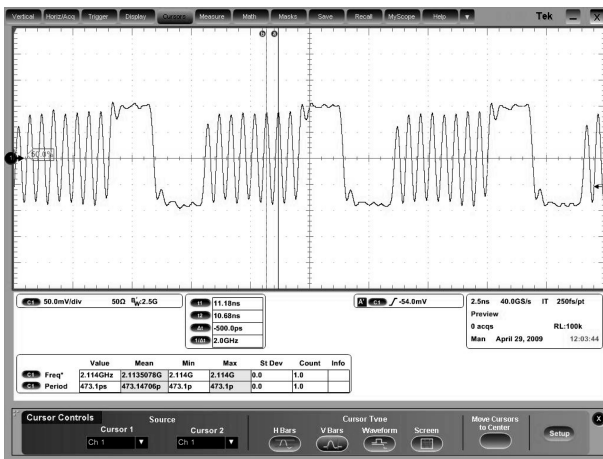 Vertical Horiz/Acq Trigger Display Cursors Measure Math Masks Save Recall MyScope Help Tek X
b a
1 50.0%
C1 50.0mV/div 50Ω BW:2.5G
t1 11.18ns
t2 10.68ns
Δt -500.0ps
1/Δt 2.0GHz
A' C1 -54.0mV
2.5ns 40.0GS/s IT 250fs/pt
Preview
0 acqs RL:100k
Man April 29, 2009 12:03:44
Value Mean Min Max St Dev Count Info
C1 Freq* 2.114GHz 2.1135078G 2.114G 2.114G 0.0 1.0
C1 Period 473.1ps 473.14706p 473.1p 473.1p 0.0 1.0
Cursor Controls
Source
Cursor 1 Cursor 2
Ch 1 Ch 1
Cursor Type
H Bars V Bars Waveform Screen
Move Cursors
to Center
Setup
X